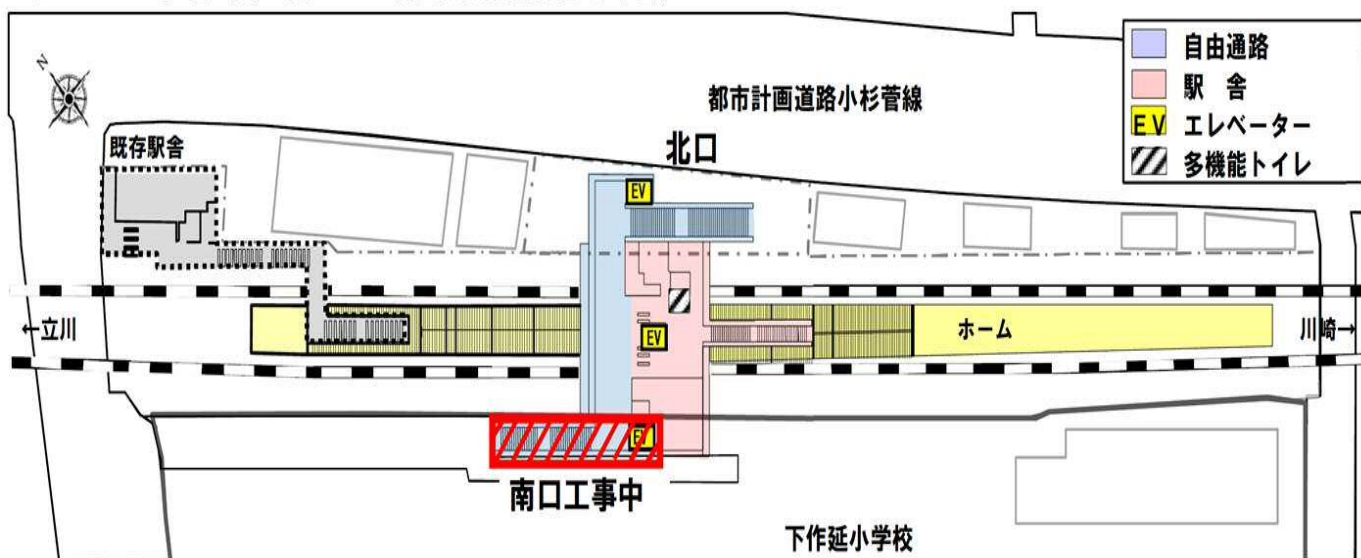 自由通路
駅 舎
EV エレベーター
多機能トイレ
N
都市計画道路小杉菅線
既存駅舎
北口
EV
EV
←立川
ホーム
川崎→
EV
南口工事中
下作延小学校